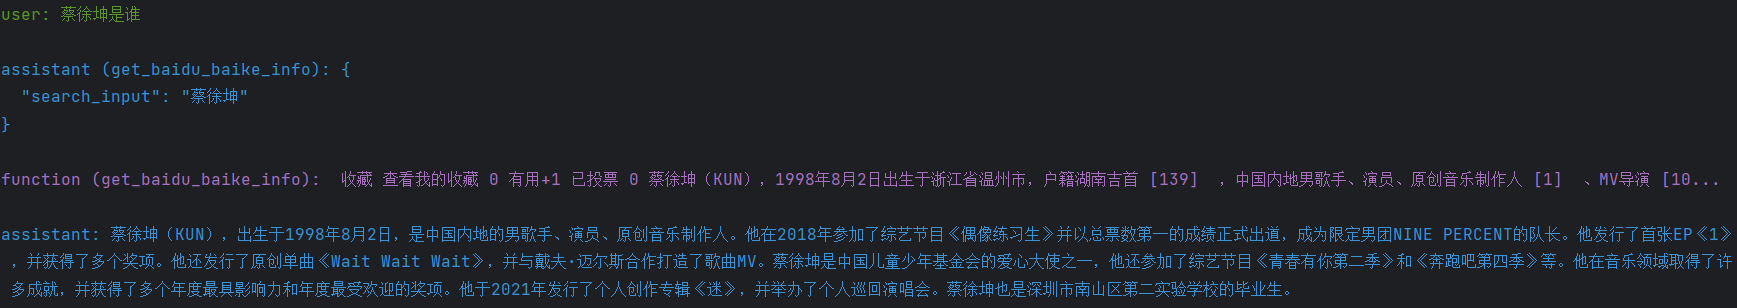 user: 蔡徐坤是谁
assistant (get_baidu_baike_info): {
  "search_input": "蔡徐坤"
}
function (get_baidu_baike_info):  收藏 查看我的收藏 0 有用+1 已投票 0 蔡徐坤（KUN），1998年8月2日出生于浙江省温州市，户籍湖南吉首 [139]  ，中国内地男歌手、演员、原创音乐制作人 [1]  、MV导演 [10...
assistant: 蔡徐坤（KUN），出生于1998年8月2日，是中国内地的男歌手、演员、原创音乐制作人。他在2018年参加了综艺节目《偶像练习生》并以总票数第一的成绩正式出道，成为限定男团NINE PERCENT的队长。他发行了首张EP《1》
，并获得了多个奖项。他还发行了原创单曲《Wait Wait Wait》，并与戴夫·迈尔斯合作打造了歌曲MV。蔡徐坤是中国儿童少年基金会的爱心大使之一，他还参加了综艺节目《青春有你第二季》和《奔跑吧第四季》等。他在音乐领域取得了许
多成就，并获得了多个年度最具影响力和年度最受欢迎的奖项。他于2021年发行了个人创作专辑《迷》，并举办了个人巡回演唱会。蔡徐坤也是深圳市南山区第二实验学校的毕业生。